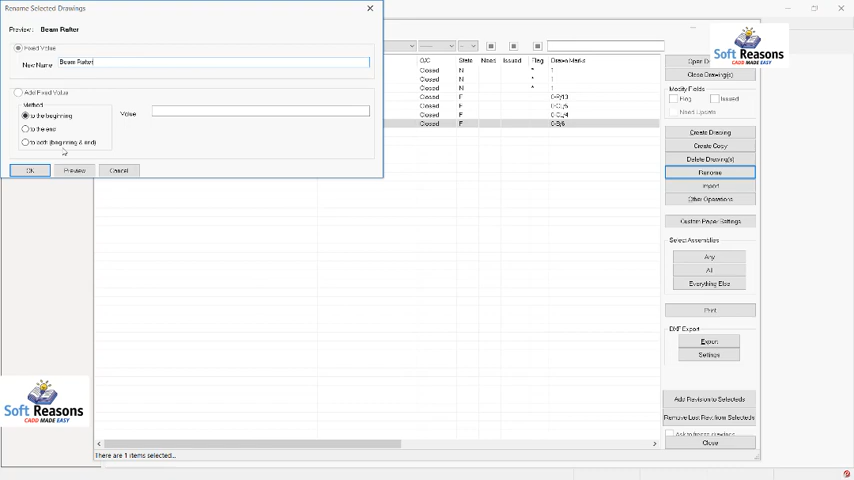 Rename Selected Drawings
Preview: Beam Rafter
Fixed Value
New Name Beam Rafter
Add Fixed Value
Method
to the beginning
to the end
to both (beginning & end)
Value
OK Preview Cancel
O/C State Need Issued Flag Drawn Marks
Closed N * 1
Closed N * 1
Closed N * 1
Closed F
Closed F
Closed F
Closed F
There are 1 items selected...
Soft Reasons
CADD MADE EASY
Close Drawing(s)
Modify Fields
Flag Issued
Need Update
Create Drawing
Create Copy
Delete Drawing(s)
Rename
Import
Other Operations
Custom Paper Settings
Select Assemblies
Any
All
Everything Else
Print
DXF Export
Export
Settings
Add Revision to Selecteds
Remove Last Rev. from Selecteds
Close
Soft Reasons
CADD MADE EASY